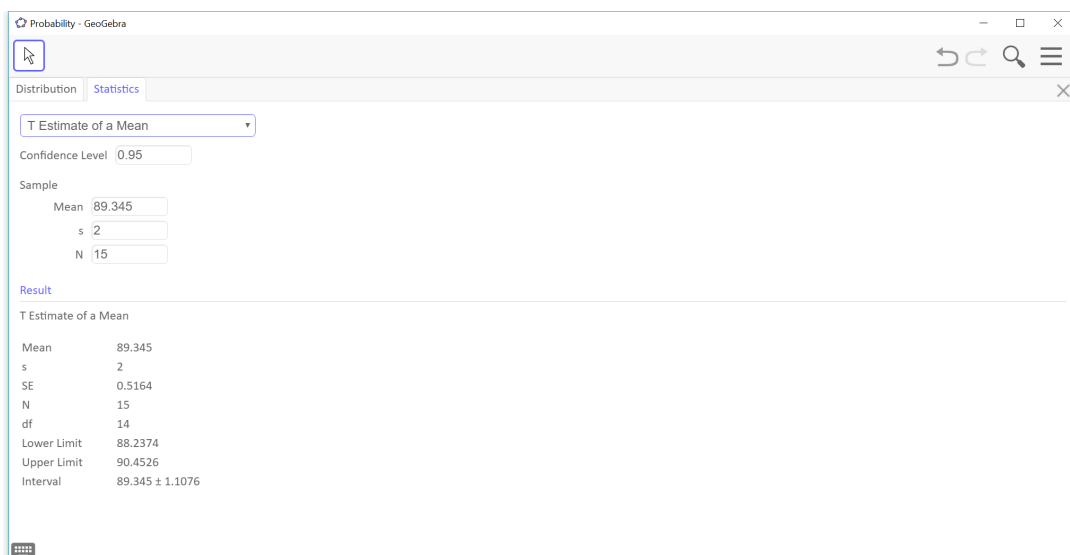 Probability - GeoGebra
Distribution Statistics
T Estimate of a Mean
Confidence Level 0.95
Sample
Mean 89.345
s 2
N 15
Result
T Estimate of a Mean
Mean 89.345
s 2
SE 0.5164
N 15
df 14
Lower Limit 88.2374
Upper Limit 90.4526
Interval 89.345 ± 1.1076